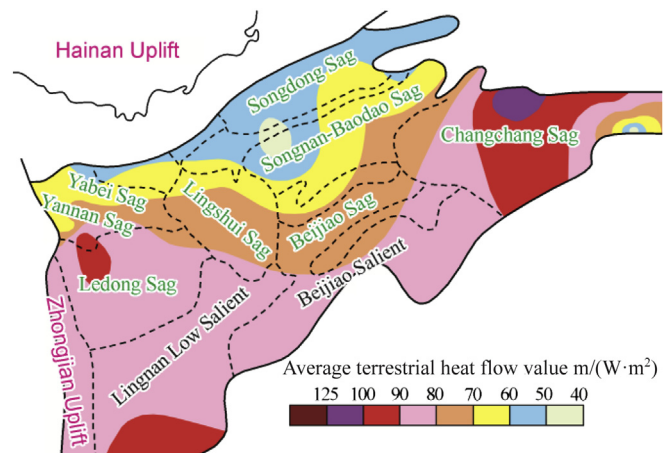 Hainan Uplift
Songdong Sag
Songnan-Baodao Sag
Changchang Sag
Yabei Sag
Yannan Sag
Lingshui Sag
Beijiao Sag
Ledong Sag
Beijiao Salient
Lingnan Low Salient
Zhongjian Uplift
Average terrestrial heat flow value m/(W·m²)
125 100 90 80 70 60 50 40